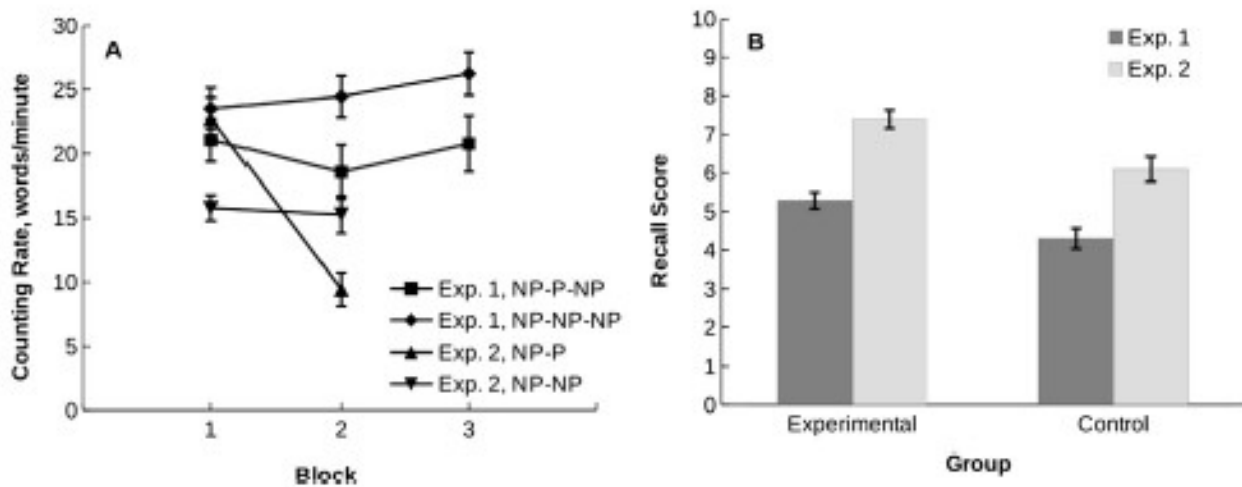 A
Counting Rate, words/minute
30
25
20
15
10
5
0
1 2 3
Block
Exp. 1, NP-P-NP
Exp. 1, NP-NP-NP
Exp. 2, NP-P
Exp. 2, NP-NP
B
Recall Score
10
9
8
7
6
5
4
3
2
1
0
Exp. 1
Exp. 2
Experimental Control
Group